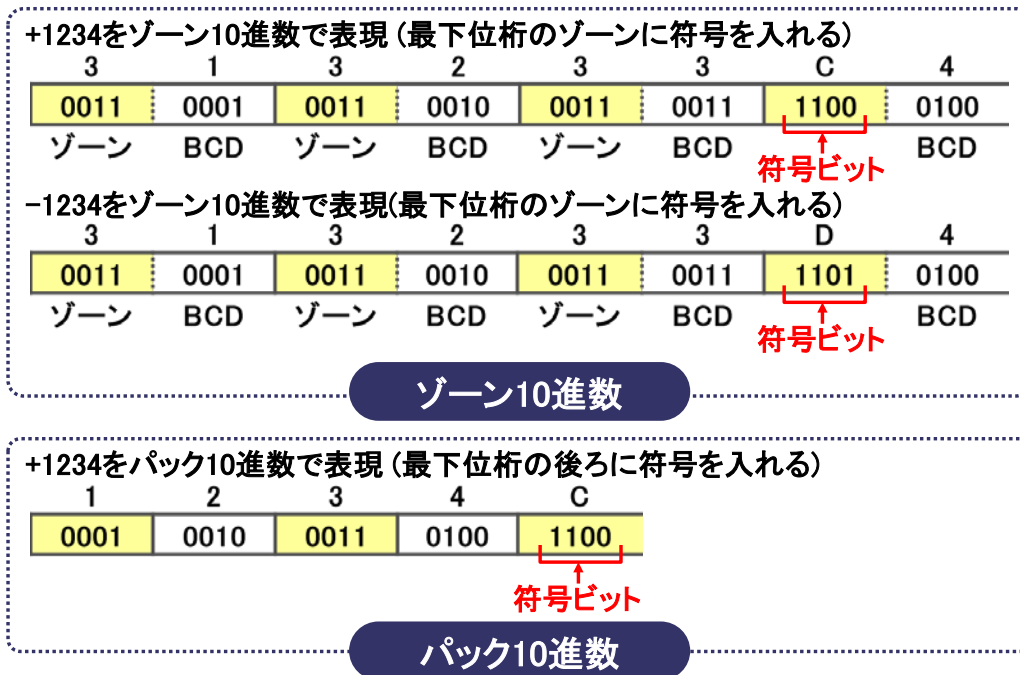 +1234をゾーン10進数で表現(最下位桁のゾーンに符号を入れる)
3 1 3 2 3 3 C 4
0011 0001 0011 0010 0011 0011 1100 0100
ゾーン BCD ゾーン BCD ゾーン BCD 符号ビット BCD
-1234をゾーン10進数で表現(最下位桁のゾーンに符号を入れる)
3 1 3 2 3 3 D 4
0011 0001 0011 0010 0011 0011 1101 0100
ゾーン BCD ゾーン BCD ゾーン BCD 符号ビット BCD
ゾーン10進数
+1234をパック10進数で表現(最下位桁の後ろに符号を入れる)
1 2 3 4 C
0001 0010 0011 0100 1100
符号ビット
パック10進数